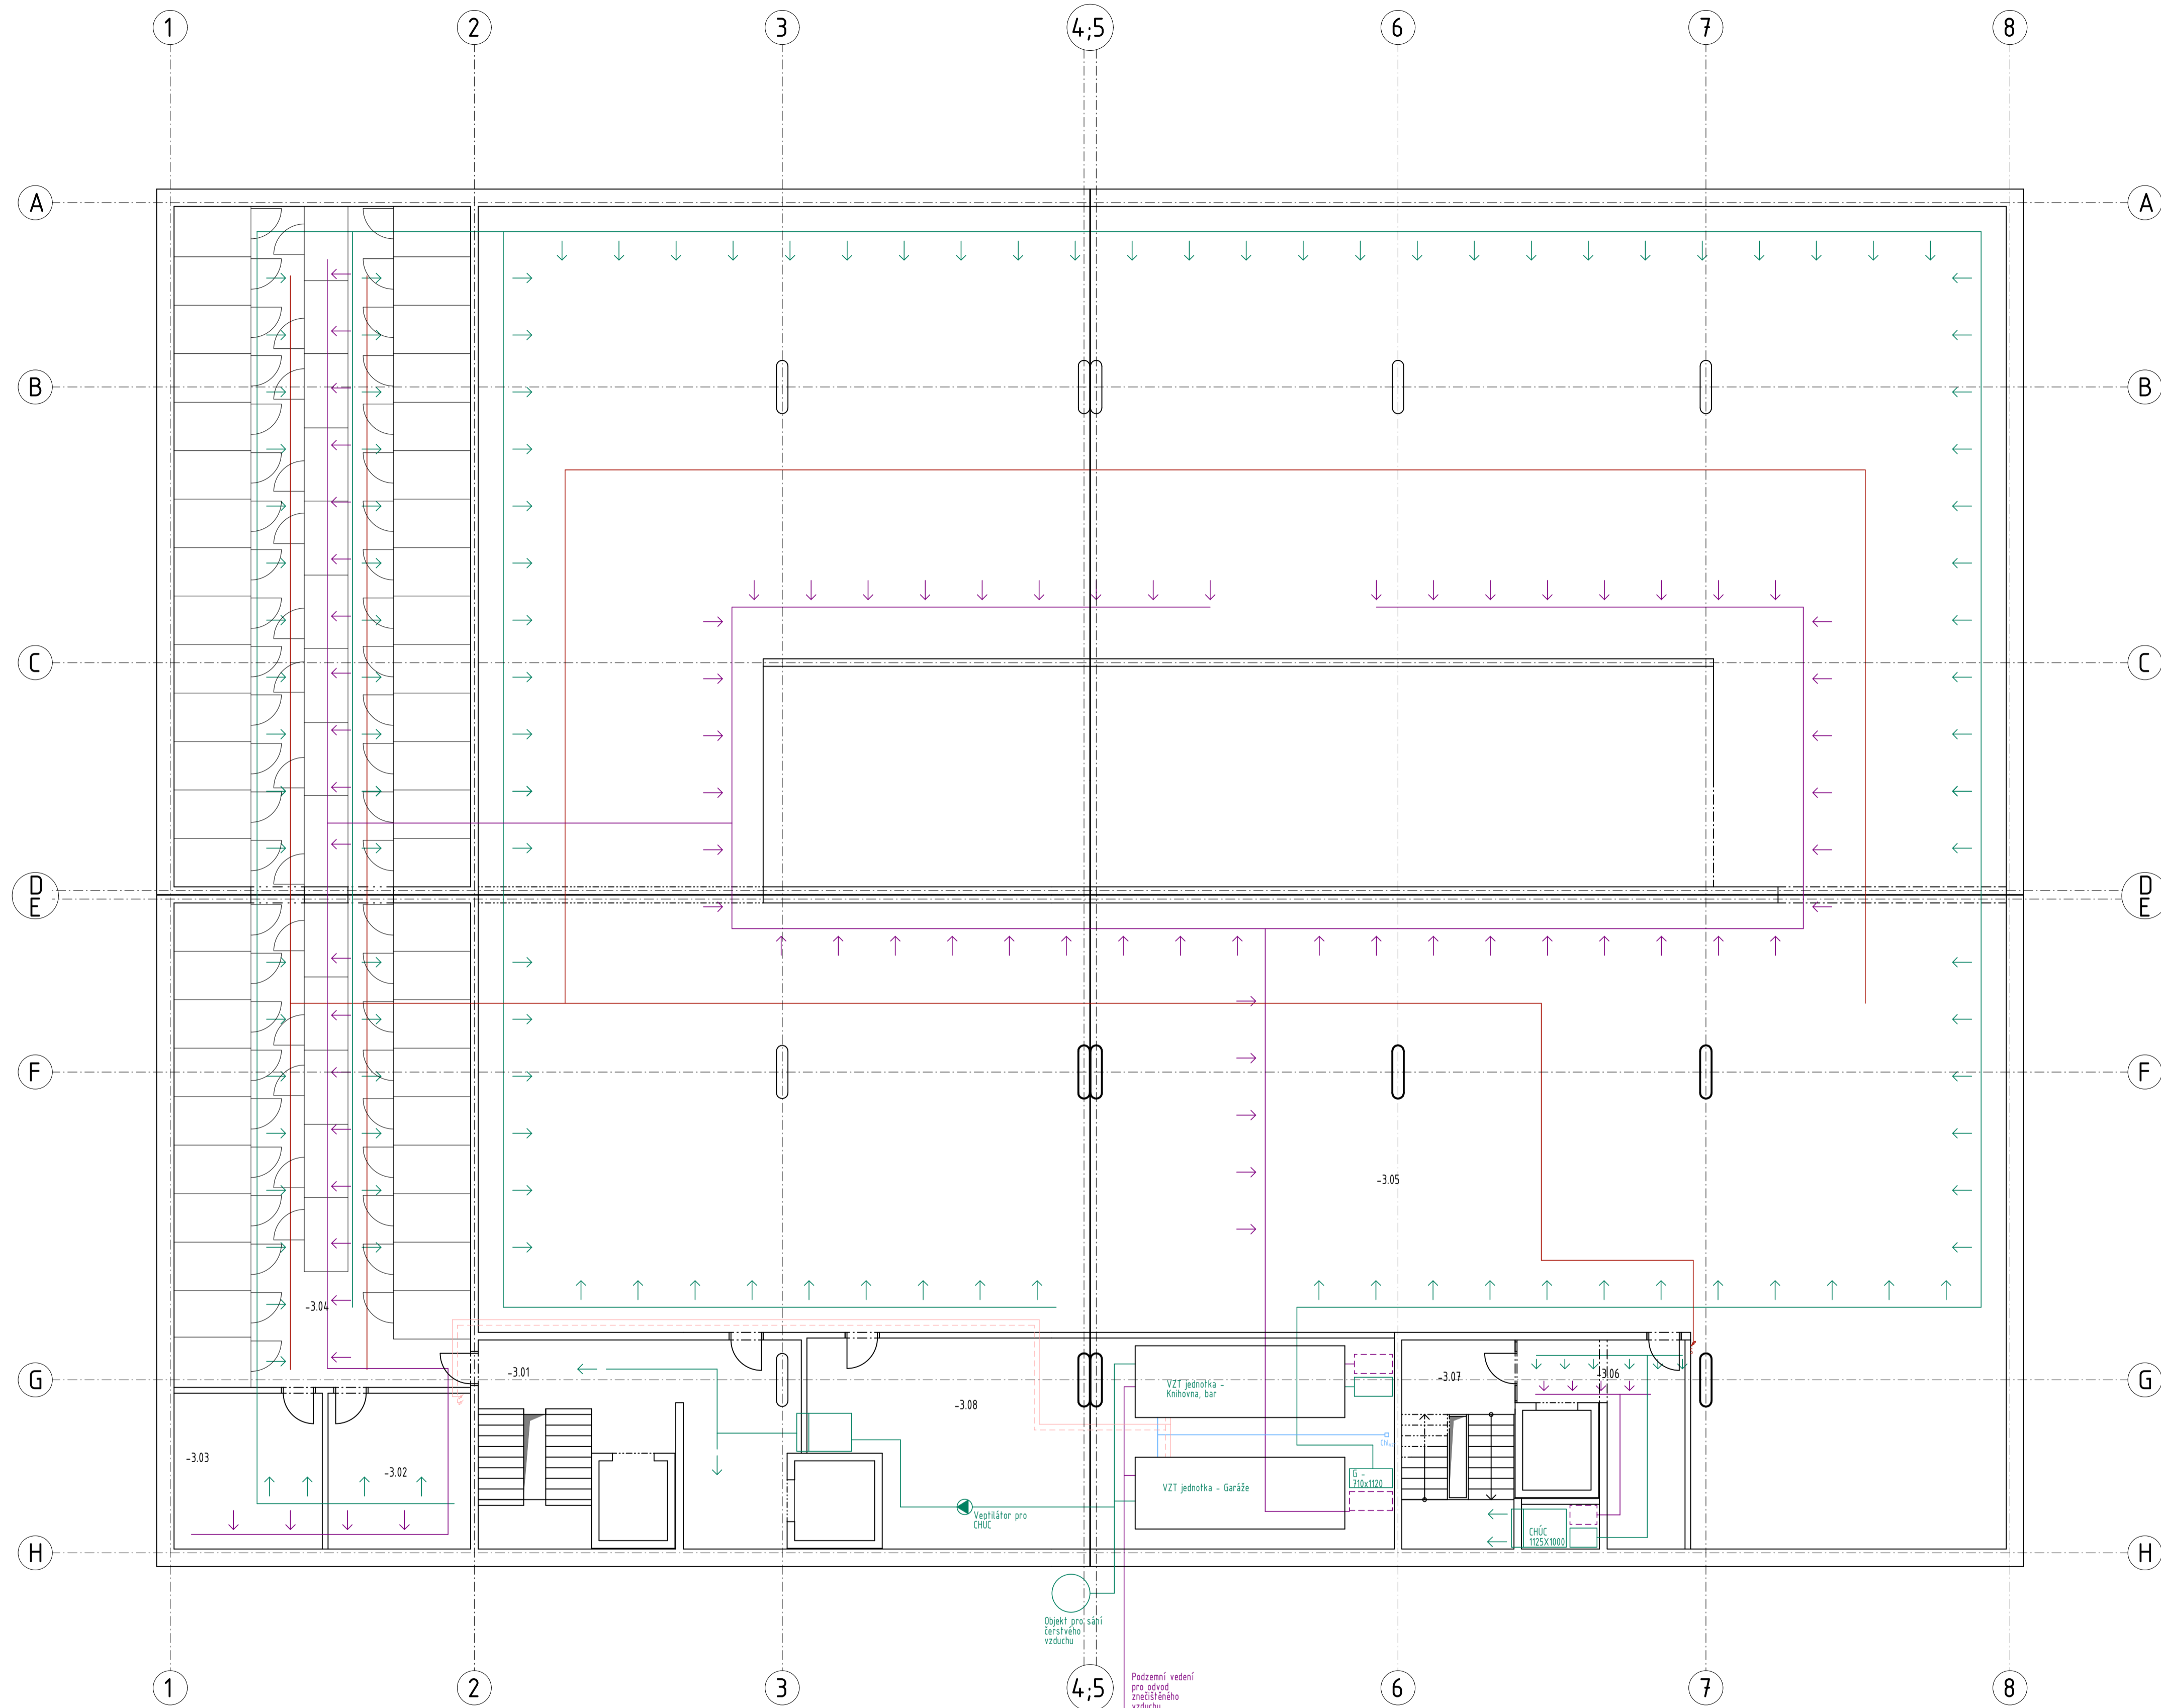 1
2
3
4;5
6
7
8
A
A
B
B
C
C
D
E
D
E
F
F
-3.05
-3.04
G
G
-3.01
-3.07
-3.06
VZT jednotka -
Knihovna, bar
-3.08
-3.03
-3.02
G -
710x1120
VZT jednotka - Garáže
Ventilátor pro
CHÚC
CHÚC
1125X1000
H
H
Objekt pro sání
čerstvého
vzduchu
Podzemní vedení
pro odvod
znečištěného
vzduchu
1
2
3
4;5
6
7
8